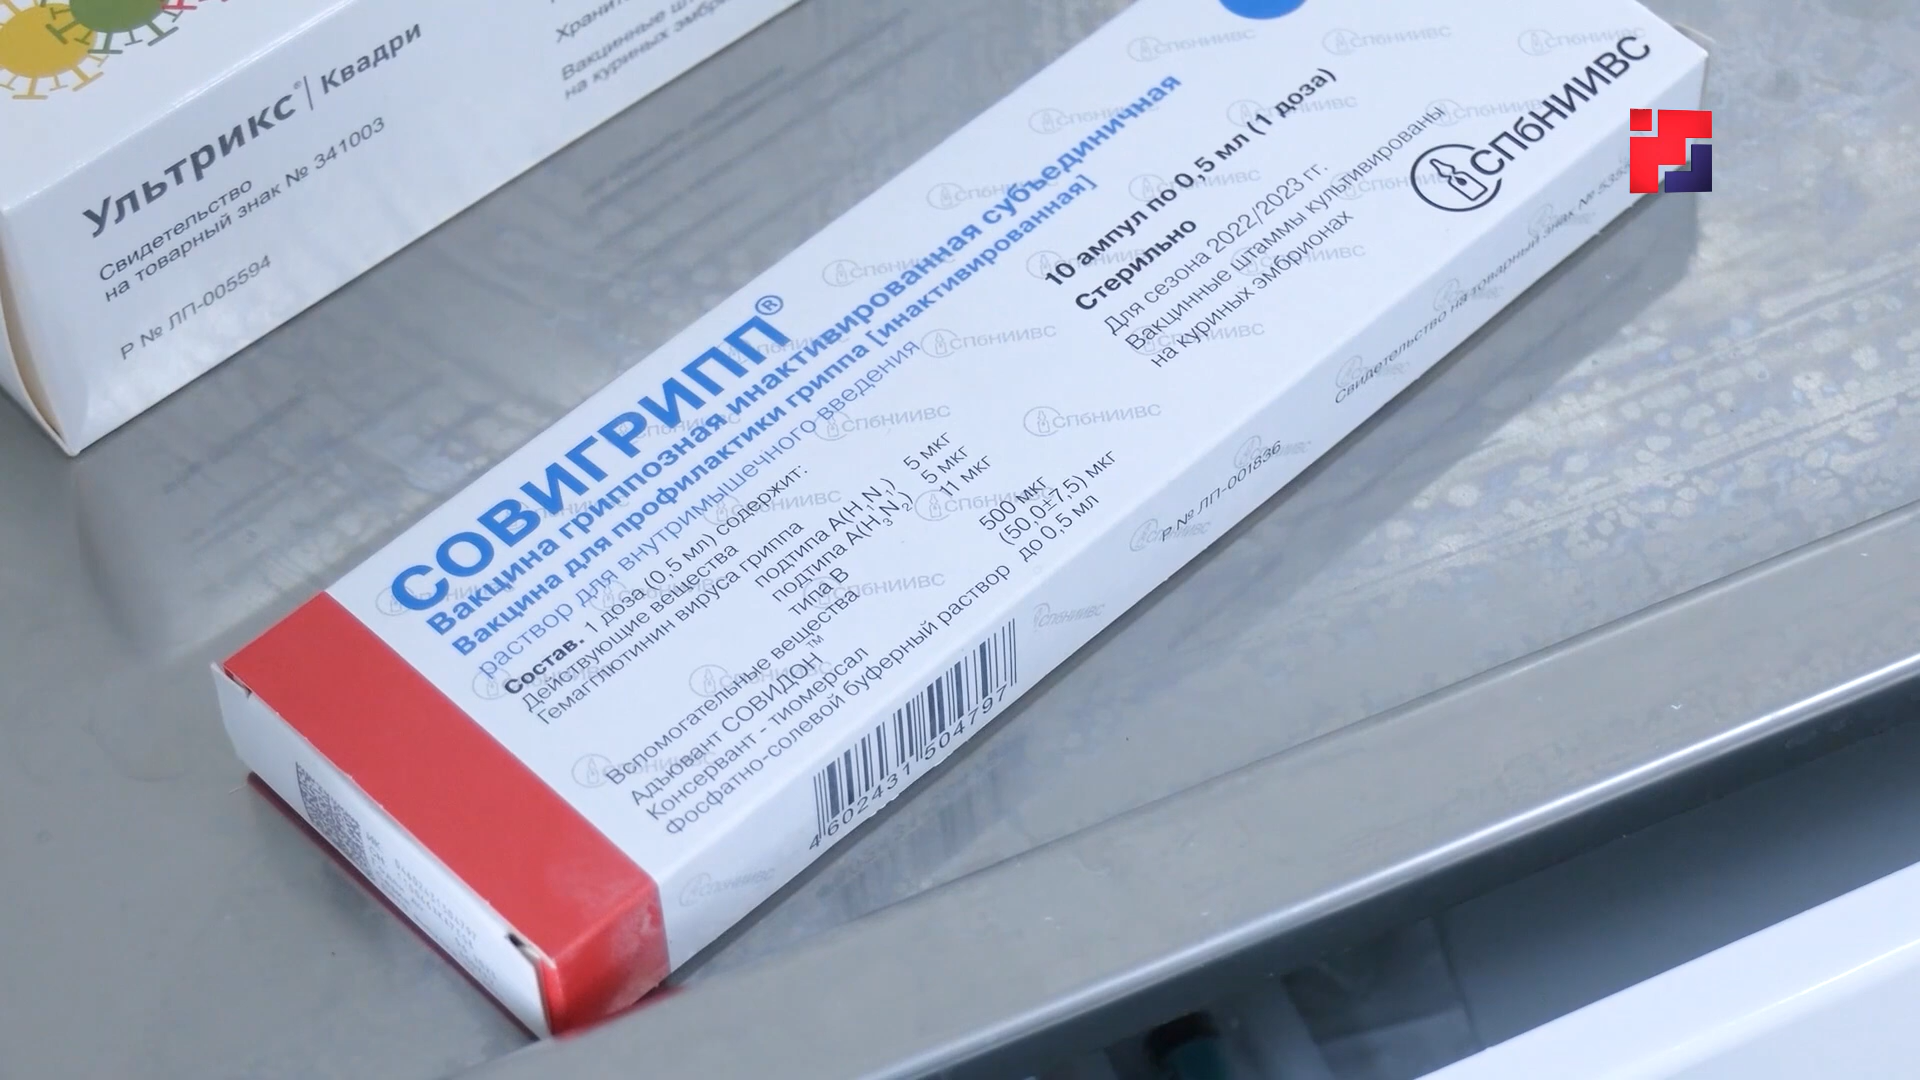 Ультрикс® | Квадри
Свидетельство
на товарный знак № 341003
Р № ЛП-005594
Вакцинные
на куриных
СОВИГРИПП®
Вакцина гриппозная инактивированная субъединичная
Вакцина для профилактики гриппа [инактивированная]
раствор для внутримышечного введения
Состав. 1 доза (0,5 мл) содержит:
Действующие вещества
Гемагглютинин вируса гриппа подтипа А(H₁N₁) 5 мкг
подтипа А(H₃N₂) 5 мкг
типа В 11 мкг
Вспомогательные вещества
Адъювант СОВИДОН™ 500 мкг
Консервант - тиомерсал (50,0±7,5) мкг
Фосфатно-солевой буферный раствор до 0,5 мл
10 ампул по 0,5 мл (1 доза)
Стерильно
Для сезона 2022/2023 гг.
Вакцинные штаммы культивированы
на куриных эмбрионах
СПбНИИВС
4 602431 504797
Р № ЛП-001836
Свидетельство на товарный знак №